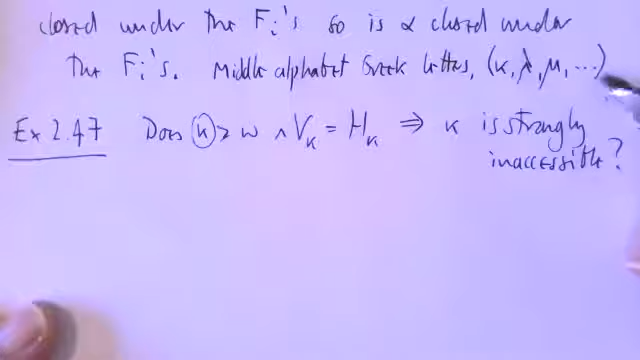 closed under the Fᵢ's so is α closed under
the Fᵢ's. Middle alphabet Greek letters, (κ, λ, μ, ...)
Ex 2.47 Does κ > ω ∧ V_κ = H_κ ⇒ κ is strongly
inaccessible?